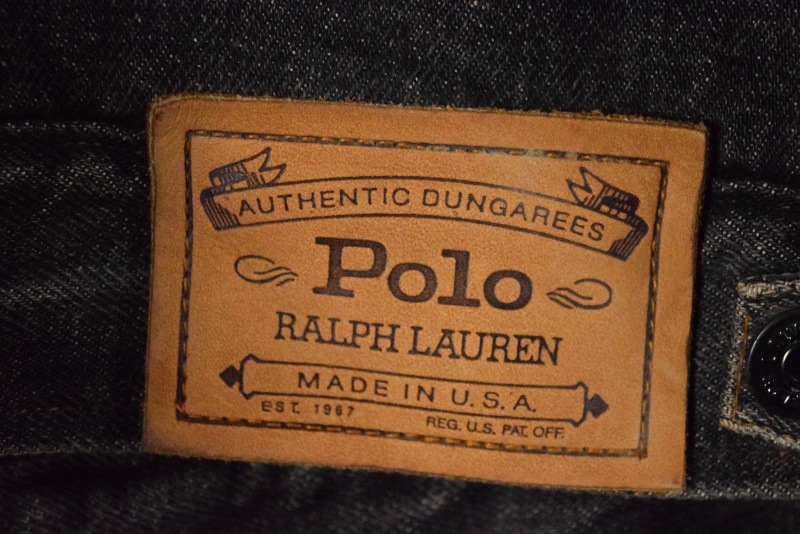 AUTHENTIC DUNGAREES
Polo
RALPH LAUREN
MADE IN U.S.A.
EST. 1967
REG. U.S. PAT. OFF.